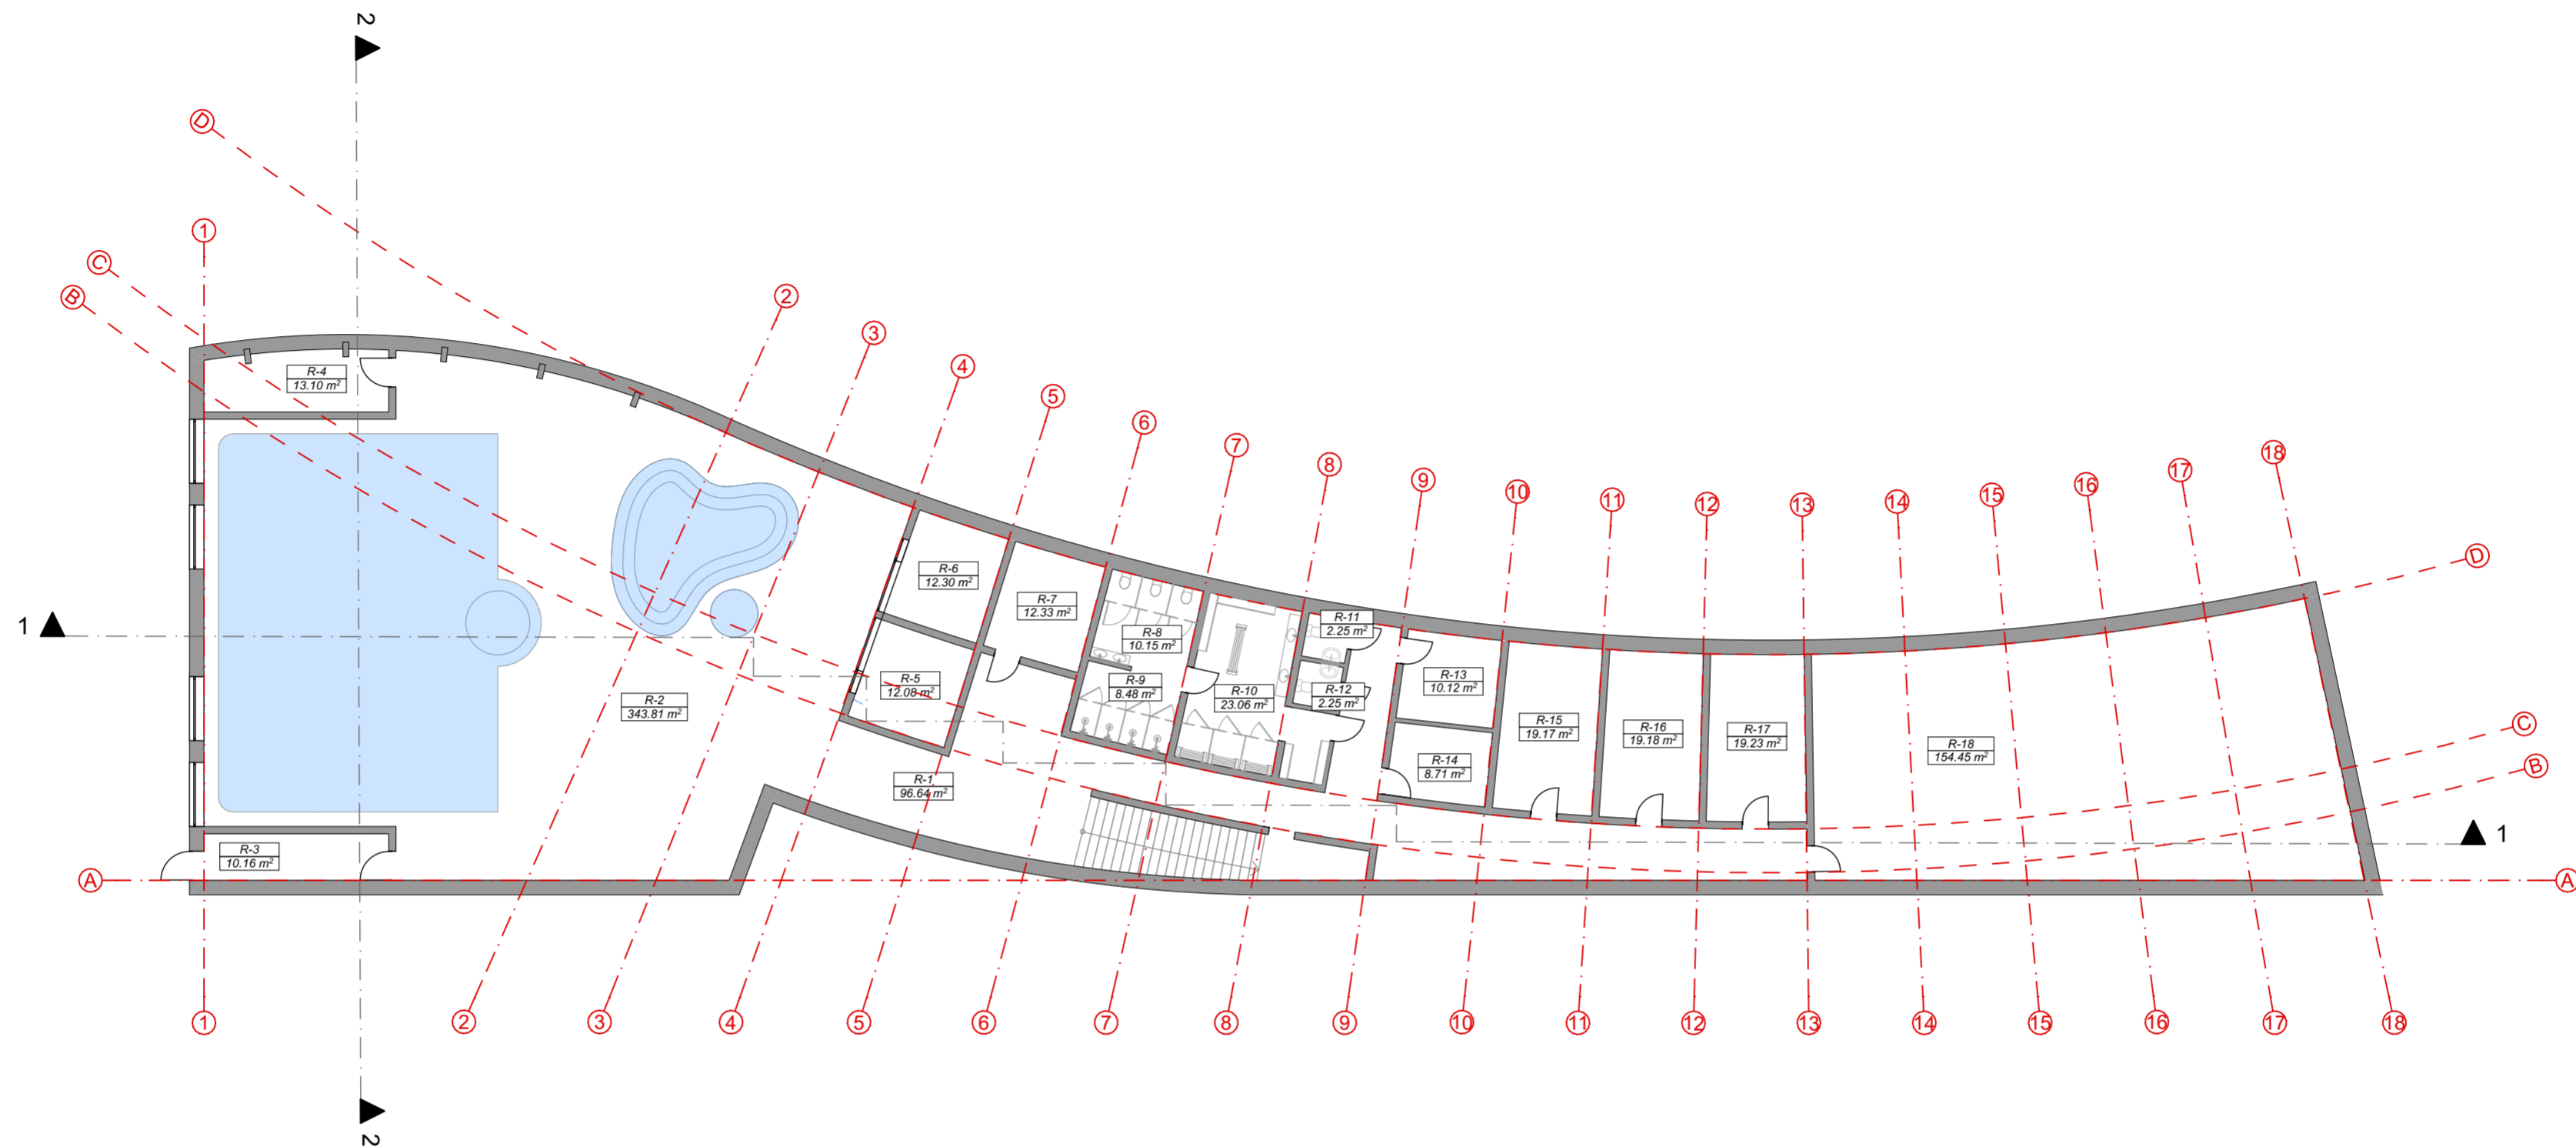 2
D
1
C
B
2
3
4
5
6
7
8
9
10
11
12
13
14
15
16
17
18
R-4
13.10 m²
R-6
12.30 m²
R-7
12.33 m²
R-8
10.15 m²
R-11
2.25 m²
D
1
R-5
12.08 m²
R-9
8.48 m²
R-10
23.06 m²
R-12
2.25 m²
R-13
10.12 m²
R-2
343.81 m²
R-15
19.17 m²
R-16
19.18 m²
R-17
19.23 m²
R-18
154.45 m²
C
R-14
8.71 m²
B
R-1
96.64 m²
1
R-3
10.16 m²
A
A
1
2
3
4
5
6
7
8
9
10
11
12
13
14
15
16
17
18
2